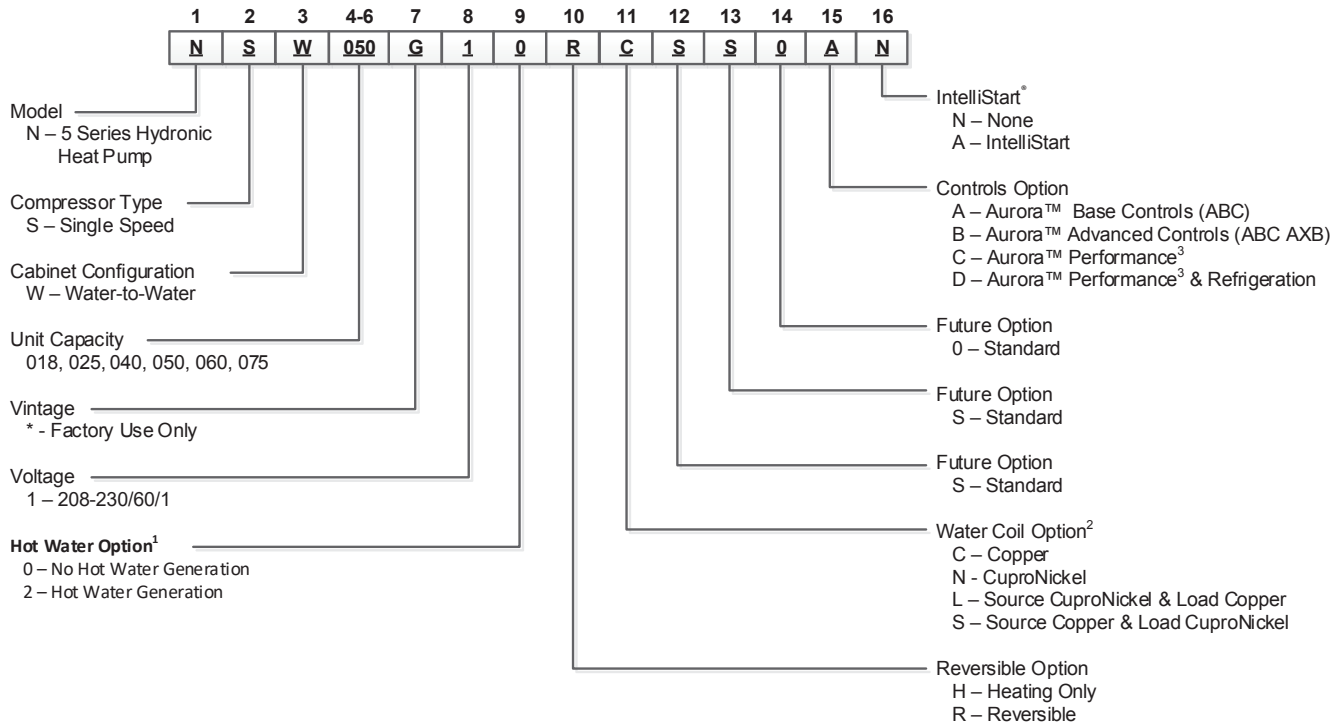 1 2 3 4-6 7 8 9 10 11 12 13 14 15 16
N S W 050 G 1 0 R C S S 0 A N
Model
N – 5 Series Hydronic
Heat Pump
Compressor Type
S – Single Speed
Cabinet Configuration
W – Water-to-Water
Unit Capacity
018, 025, 040, 050, 060, 075
Vintage
* - Factory Use Only
Voltage
1 – 208-230/60/1
Hot Water Option¹
0 – No Hot Water Generation
2 – Hot Water Generation
IntelliStart®
N – None
A – IntelliStart
Controls Option
A – Aurora™ Base Controls (ABC)
B – Aurora™ Advanced Controls (ABC AXB)
C – Aurora™ Performance³
D – Aurora™ Performance³ & Refrigeration
Future Option
0 – Standard
Future Option
S – Standard
Future Option
S – Standard
Water Coil Option²
C – Copper
N - CuproNickel
L – Source CuproNickel & Load Copper
S – Source Copper & Load CuproNickel
Reversible Option
H – Heating Only
R – Reversible